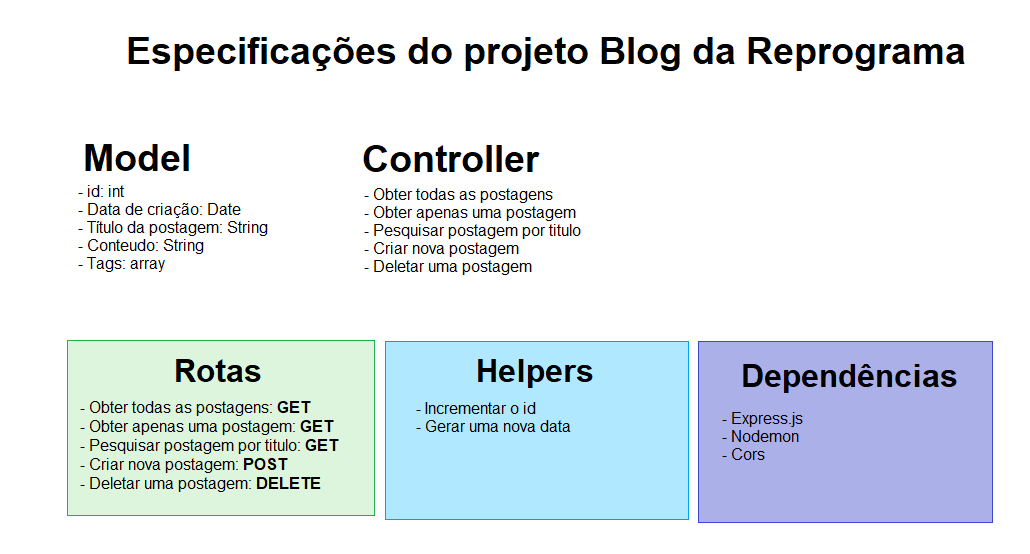 Especificações do projeto Blog da Reprograma
Model
- id: int
- Data de criação: Date
- Título da postagem: String
- Conteudo: String
- Tags: array
Controller
- Obter todas as postagens
- Obter apenas uma postagem
- Pesquisar postagem por titulo
- Criar nova postagem
- Deletar uma postagem
Rotas
- Obter todas as postagens: GET
- Obter apenas uma postagem: GET
- Pesquisar postagem por titulo: GET
- Criar nova postagem: POST
- Deletar uma postagem: DELETE
Helpers
- Incrementar o id
- Gerar uma nova data
Dependências
- Express.js
- Nodemon
- Cors